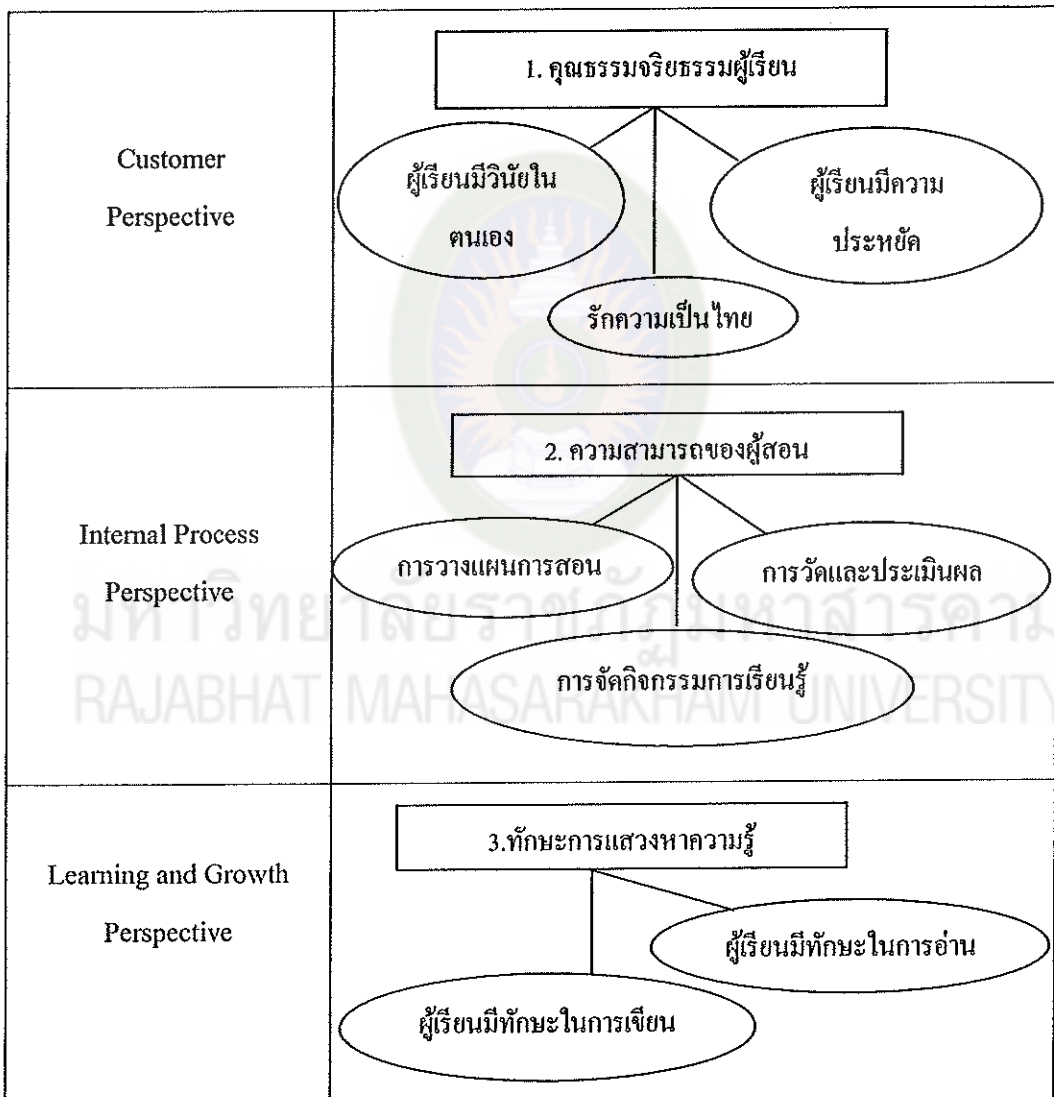 Customer
Perspective
1. คุณธรรมจริยธรรมผู้เรียน
ผู้เรียนมีวินัยใน
ตนเอง
ผู้เรียนมีความ
ประหยัด
รักความเป็นไทย
Internal Process
Perspective
2. ความสามารถของผู้สอน
การวางแผนการสอน
การวัดและประเมินผล
การจัดกิจกรรมการเรียนรู้
มหาวิทยาลัยราชภัฏมหาสารคาม
RAJABHAT MAHASARAKHAM UNIVERSITY
Learning and Growth
Perspective
3.ทักษะการแสวงหาความรู้
ผู้เรียนมีทักษะในการอ่าน
ผู้เรียนมีทักษะในการเขียน